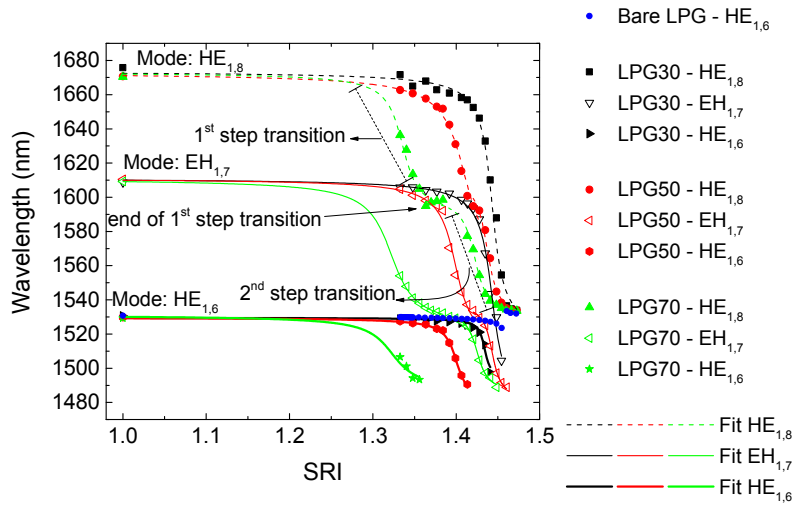 Wavelength (nm)
1680
1660
1640
1620
1600
1580
1560
1540
1520
1500
1480
1.0
1.1
1.2
1.3
1.4
1.5
SRI
Mode: HE1,8
1st step transition
Mode: EH1,7
end of 1st step transition
2nd step transition
Mode: HE1,6
Bare LPG - HE1,6
LPG30 - HE1,8
LPG30 - EH1,7
LPG30 - HE1,6
LPG50 - HE1,8
LPG50 - EH1,7
LPG50 - HE1,6
LPG70 - HE1,8
LPG70 - EH1,7
LPG70 - HE1,6
Fit HE1,8
Fit EH1,7
Fit HE1,6